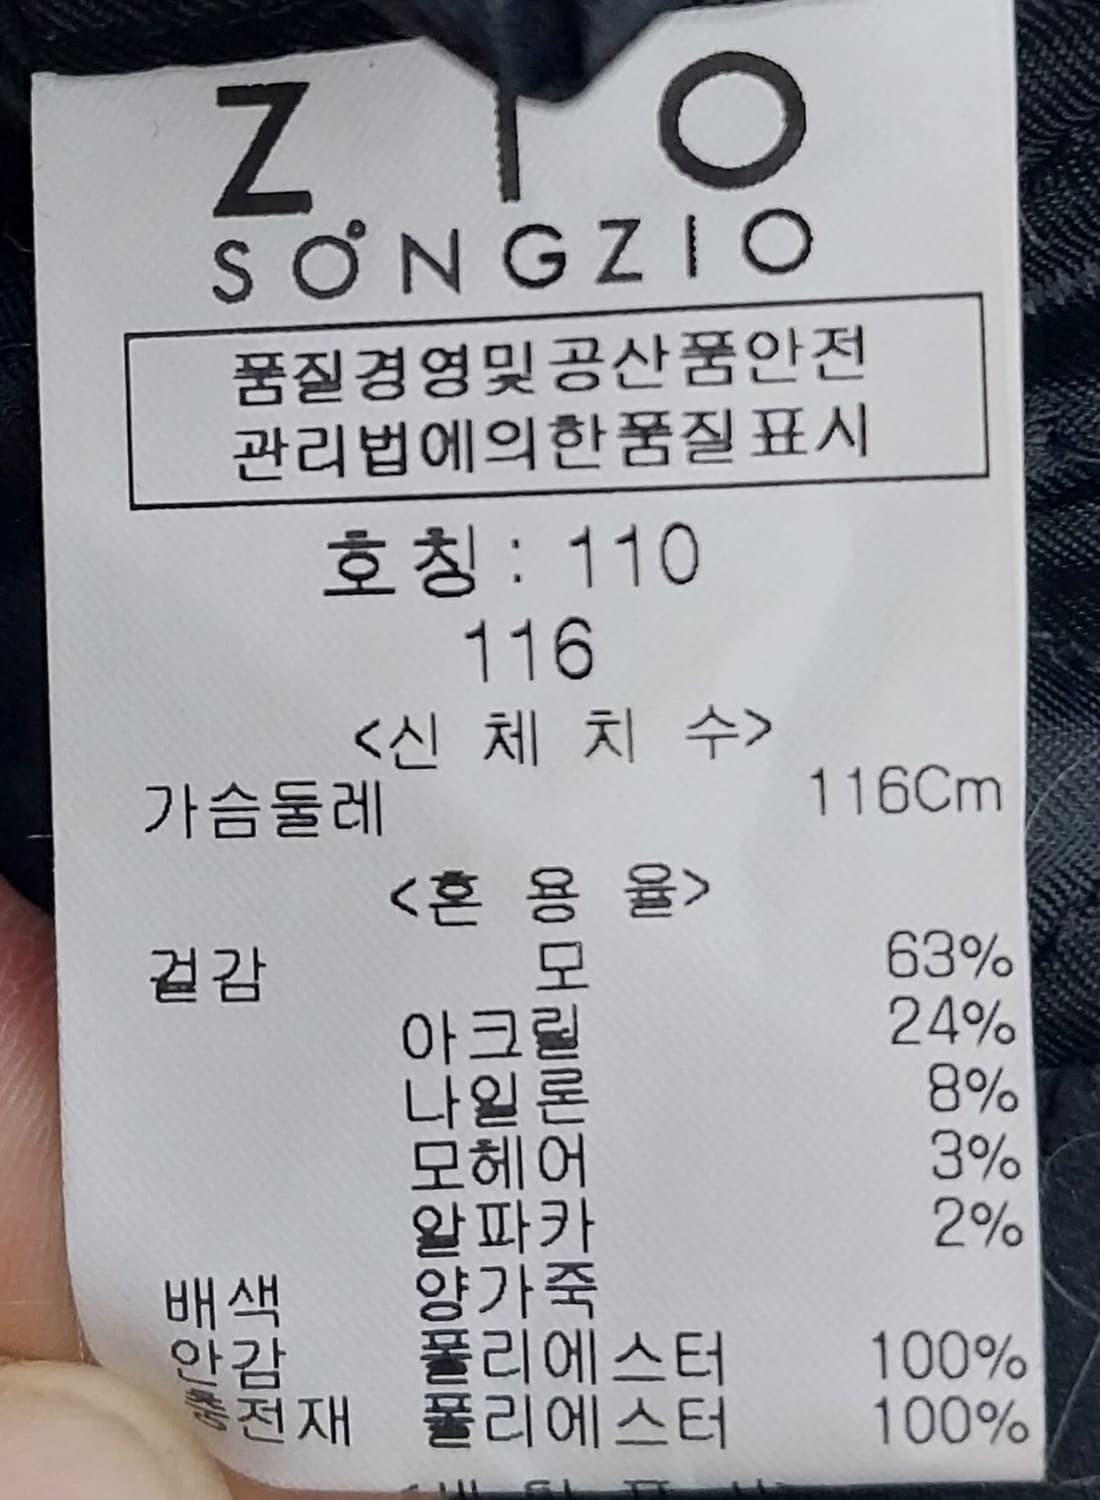 ZIO
SONGZIO
품질경영및공산품안전
관리법에의한품질표시
호칭: 110
116
<신체치수>
가슴둘레 116Cm
<혼용율>
겉감 모 63%
아크릴 24%
나일론 8%
모헤어 3%
알파카 2%
배색 양가죽
안감 폴리에스터 100%
충전재 폴리에스터 100%